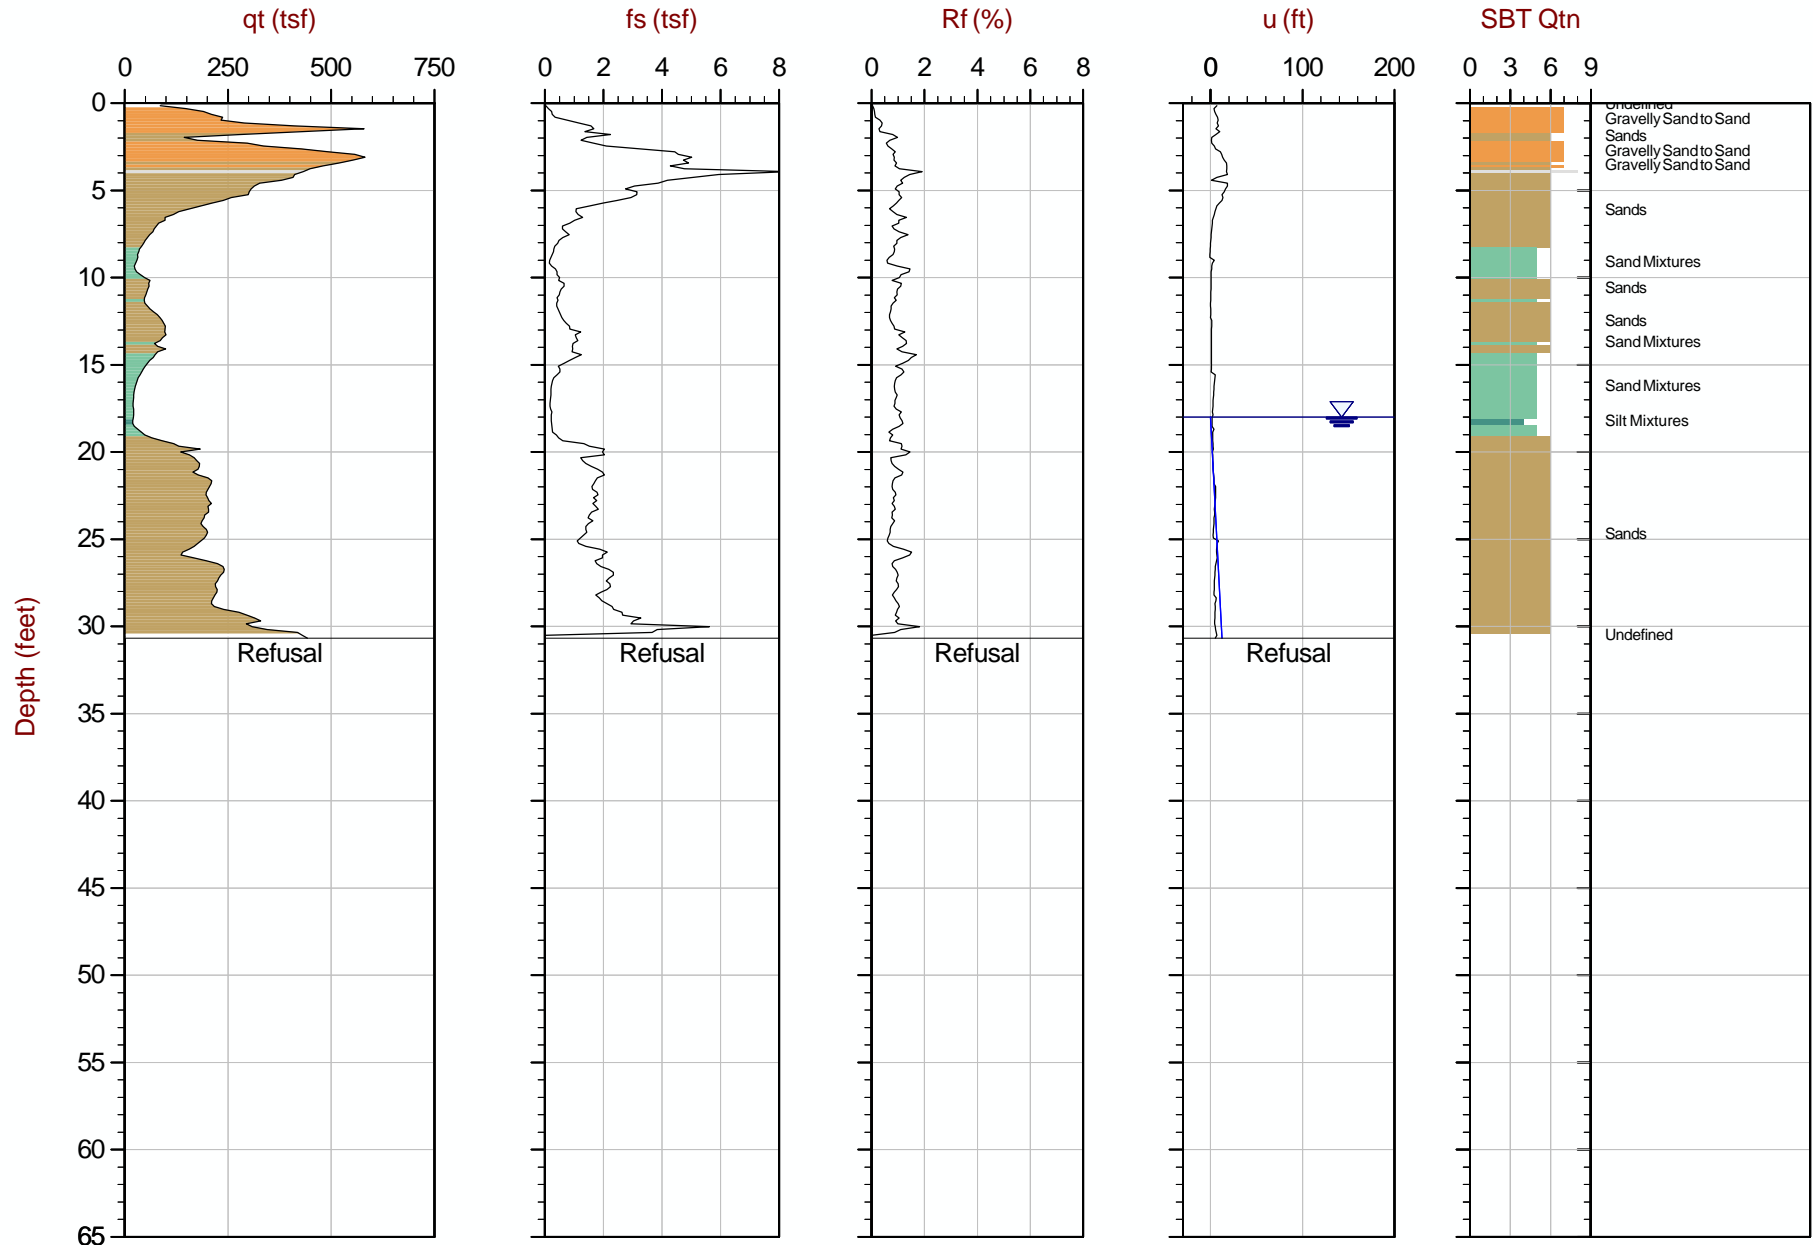 qt (tsf) fs (tsf) Rf (%) u (ft) SBT Qtn
0 250 500 750 0 2 4 6 8 0 2 4 6 8 0 100 200 0 3 6 9
0
Undefined
Gravelly Sand to Sand
Sands
Gravelly Sand to Sand
Gravelly Sand to Sand
5
Sands
Sand Mixtures
10
Sands
Sands
Sand Mixtures
15
Sand Mixtures
Silt Mixtures
20
Sands
25
30
Undefined
Refusal Refusal Refusal Refusal
Depth (feet)
35
40
45
50
55
60
65